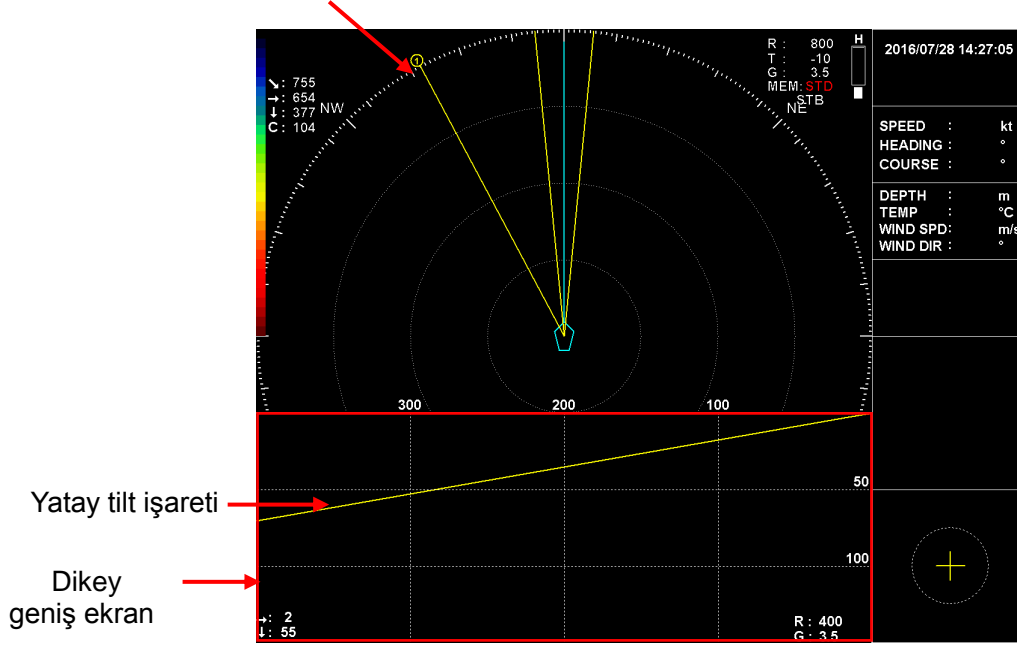 R : 800
T : -10
G : 3.5
MEM: STD
STB
H
2016/07/28 14:27:05
1
↘: 755
→: 654
↓: 377
C: 104
NW
NE
SPEED : kt
HEADING : °
COURSE : °
DEPTH : m
TEMP : °C
WIND SPD: m/s
WIND DIR : °
300 200 100
50
Yatay tilt işareti
100
Dikey
geniş ekran
→: 2
↓: 55
R : 400
G : 3.5